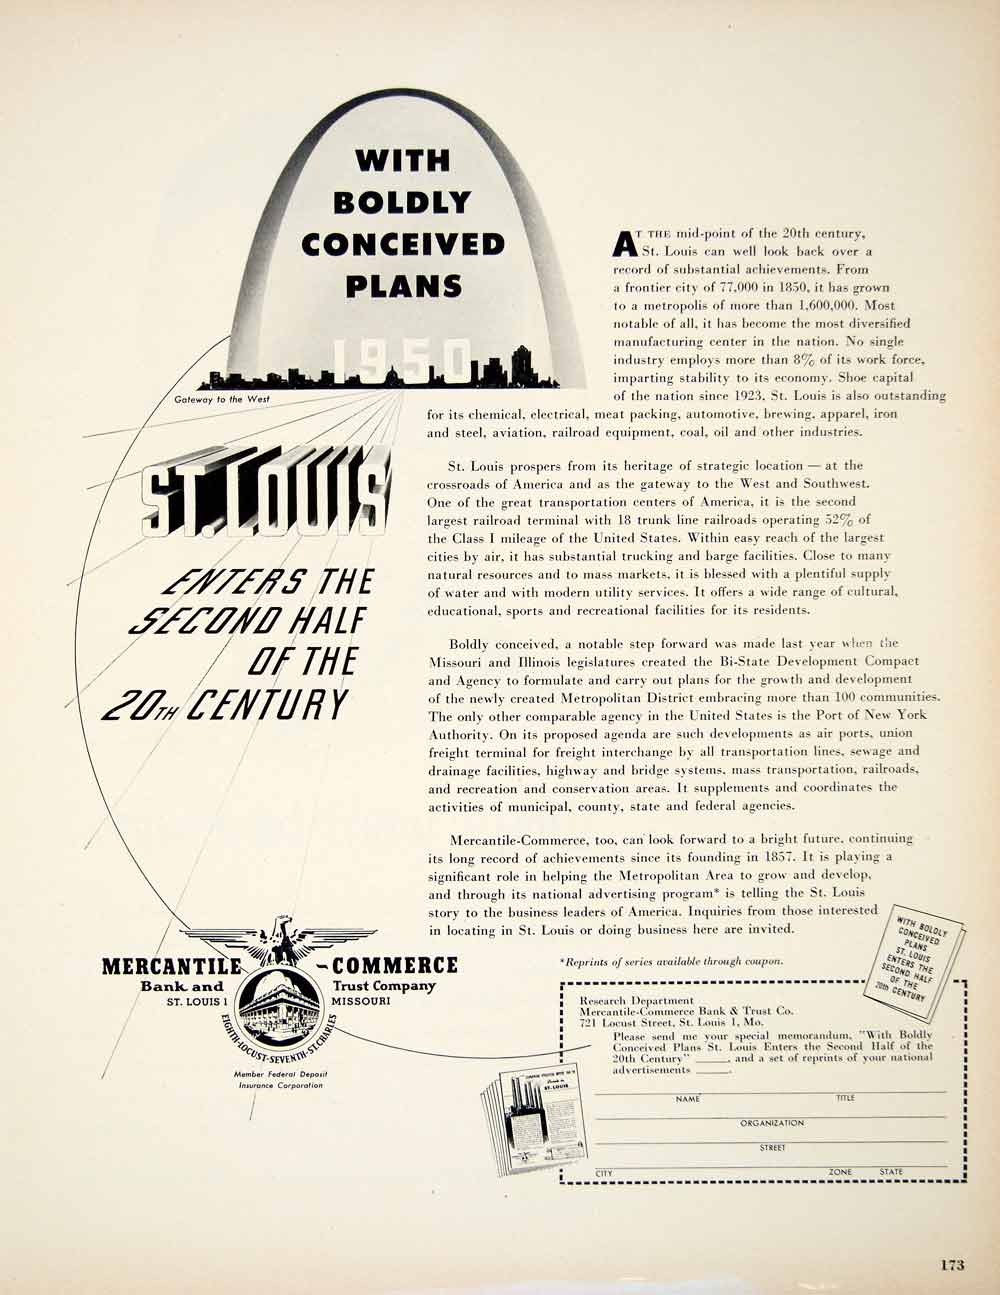 WITH
BOLDLY
CONCEIVED
PLANS
1950
Gateway to the West
ST. LOUIS
ENTERS THE
SECOND HALF
OF THE
20TH CENTURY
AT THE mid-point of the 20th century,
St. Louis can well look back over a
record of substantial achievements. From
a frontier city of 77,000 in 1850, it has grown
to a metropolis of more than 1,600,000. Most
notable of all, it has become the most diversified
manufacturing center in the nation. No single
industry employs more than 8% of its work force,
imparting stability to its economy. Shoe capital
of the nation since 1923, St. Louis is also outstanding
for its chemical, electrical, meat packing, automotive, brewing, apparel, iron
and steel, aviation, railroad equipment, coal, oil and other industries.
St. Louis prospers from its heritage of strategic location — at the
crossroads of America and as the gateway to the West and Southwest.
One of the great transportation centers of America, it is the second
largest railroad terminal with 18 trunk line railroads operating 52% of
the Class I mileage of the United States. Within easy reach of the largest
cities by air, it has substantial trucking and barge facilities. Close to many
natural resources and to mass markets, it is blessed with a plentiful supply
of water and with modern utility services. It offers a wide range of cultural,
educational, sports and recreational facilities for its residents.
Boldly conceived, a notable step forward was made last year when the
Missouri and Illinois legislatures created the Bi-State Development Compact
and Agency to formulate and carry out plans for the growth and development
of the newly created Metropolitan District embracing more than 100 communities.
The only other comparable agency in the United States is the Port of New York
Authority. On its proposed agenda are such developments as air ports, union
freight terminal for freight interchange by all transportation lines, sewage and
drainage facilities, highway and bridge systems, mass transportation, railroads,
and recreation and conservation areas. It supplements and coordinates the
activities of municipal, county, state and federal agencies.
Mercantile-Commerce, too, can look forward to a bright future, continuing
its long record of achievements since its founding in 1857. It is playing a
significant role in helping the Metropolitan Area to grow and develop,
and through its national advertising program* is telling the St. Louis
story to the business leaders of America. Inquiries from those interested
in locating in St. Louis or doing business here are invited.
*Reprints of series available through coupon.
MERCANTILE-COMMERCE
Bank and Trust Company
ST. LOUIS 1 MISSOURI
EIGHTH-LOCUST-SEVENTH-ST. CHARLES
Member Federal Deposit
Insurance Corporation
WITH BOLDLY
CONCEIVED
PLANS
ST. LOUIS
ENTERS THE
SECOND HALF
OF THE
20th CENTURY
Research Department
Mercantile-Commerce Bank & Trust Co.
721 Locust Street, St. Louis 1, Mo.
Please send me your special memorandum, "With Boldly
Conceived Plans St. Louis Enters the Second Half of the
20th Century" _____, and a set of reprints of your national
advertisements _____.
NAME TITLE
ORGANIZATION
STREET
CITY ZONE STATE
ST. LOUIS
173